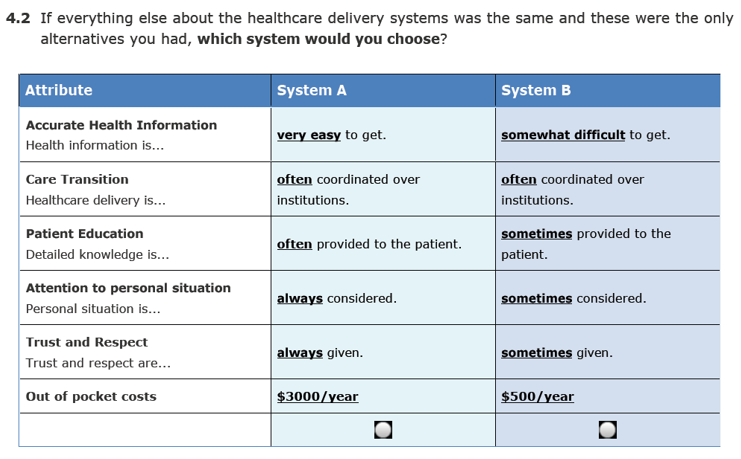 4.2 If everything else about the healthcare delivery systems was the same and these were the only
alternatives you had, which system would you choose?
Attribute System A System B
Accurate Health Information
Health information is...
very easy to get.
somewhat difficult to get.
Care Transition
Healthcare delivery is...
often coordinated over
institutions.
often coordinated over
institutions.
Patient Education
Detailed knowledge is...
often provided to the patient.
sometimes provided to the
patient.
Attention to personal situation
Personal situation is...
always considered.
sometimes considered.
Trust and Respect
Trust and respect are...
always given.
sometimes given.
Out of pocket costs $3000/year $500/year